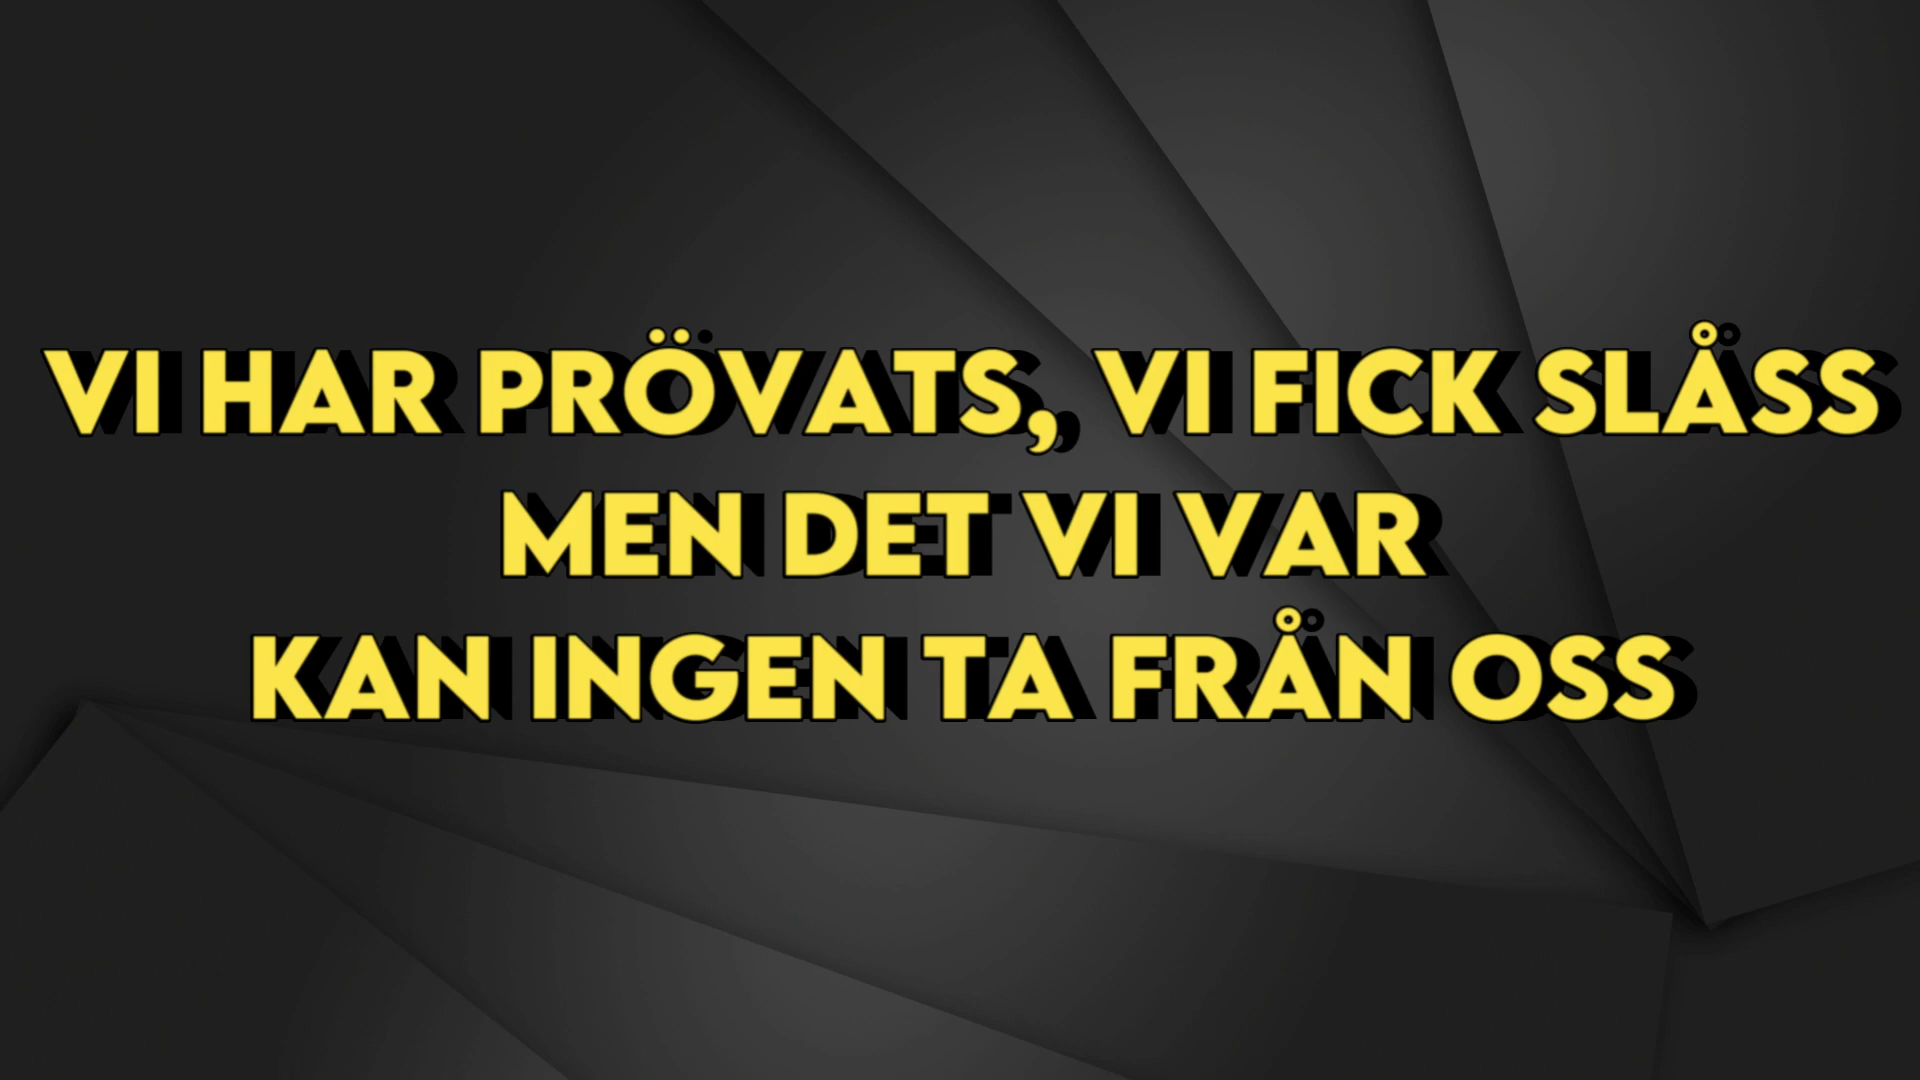 VI HAR PRÖVATS, VI FICK SLÅSS
MEN DET VI VAR
KAN INGEN TA FRÅN OSS